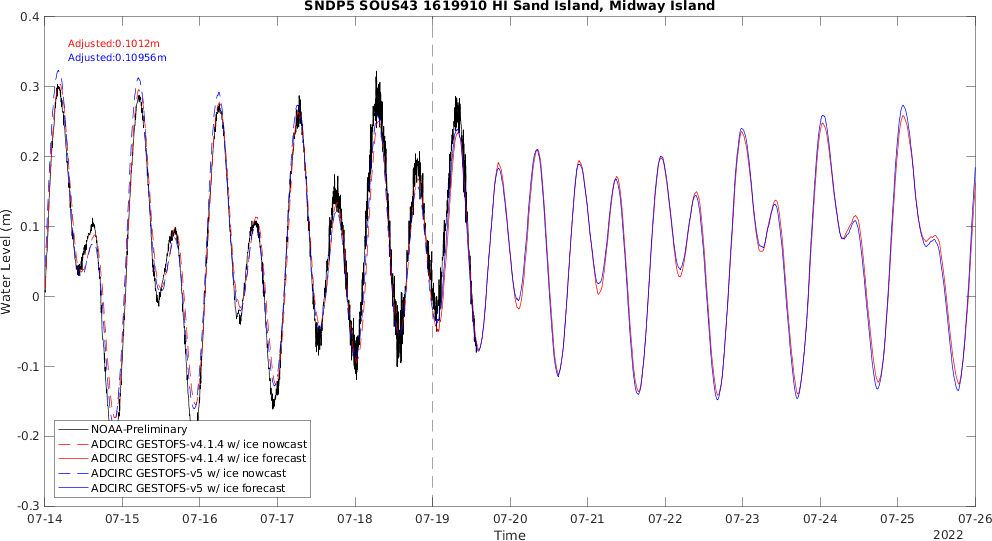 SNDP5 SOUS43 1619910 HI Sand Island, Midway Island
Adjusted:0.1012m
Adjusted:0.10956m
Water Level (m)
0.4
0.3
0.2
0.1
0
-0.1
-0.2
-0.3
NOAA-Preliminary
ADCIRC GESTOFS-v4.1.4 w/ ice nowcast
ADCIRC GESTOFS-v4.1.4 w/ ice forecast
ADCIRC GESTOFS-v5 w/ ice nowcast
ADCIRC GESTOFS-v5 w/ ice forecast
07-14 07-15 07-16 07-17 07-18 07-19 07-20 07-21 07-22 07-23 07-24 07-25 07-26
Time
2022